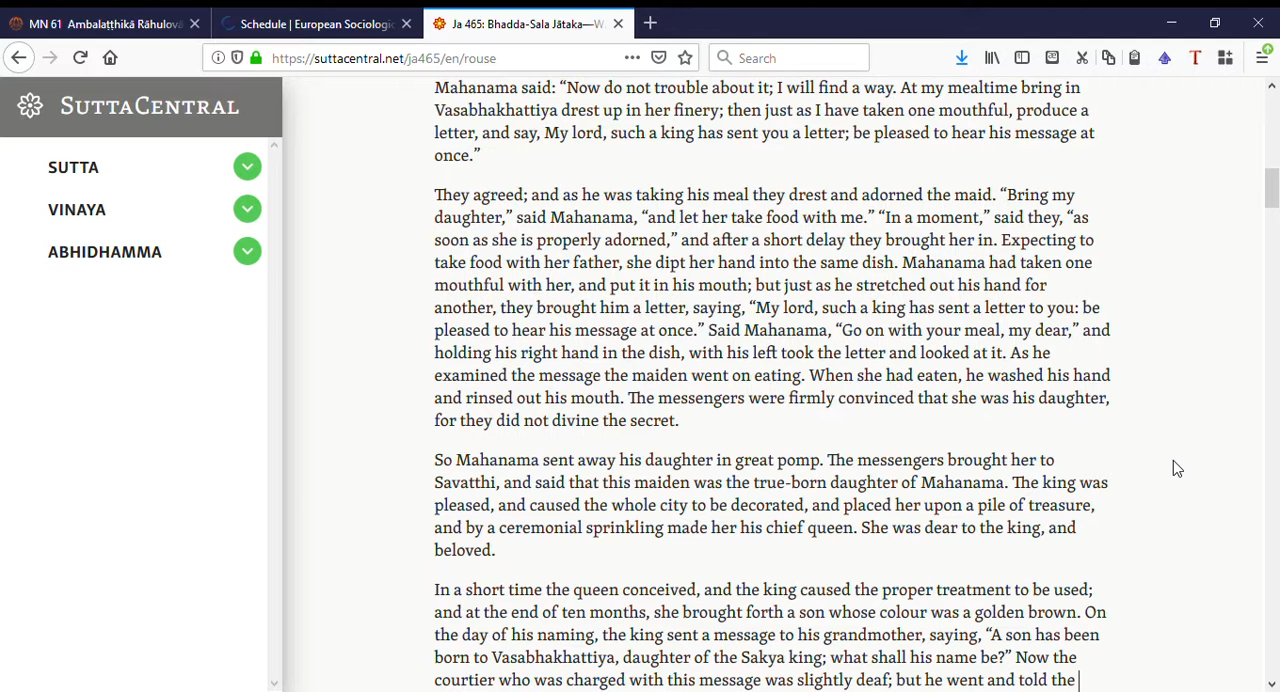 MN 61 Ambalaṭṭhikā Rāhulov
Schedule | European Sociologic
Ja 465: Bhadda-Sala Jātaka—W
https://suttacentral.net/ja465/en/rouse
Search
SUTTACENTRAL
SUTTA
VINAYA
ABHIDHAMMA
Mahanama said: “Now do not trouble about it; I will find a way. At my mealtime bring in
Vasabhakhattiya drest up in her finery; then just as I have taken one mouthful, produce a
letter, and say, My lord, such a king has sent you a letter; be pleased to hear his message at
once.”
They agreed; and as he was taking his meal they drest and adorned the maid. “Bring my
daughter,” said Mahanama, “and let her take food with me.” “In a moment,” said they, “as
soon as she is properly adorned,” and after a short delay they brought her in. Expecting to
take food with her father, she dipt her hand into the same dish. Mahanama had taken one
mouthful with her, and put it in his mouth; but just as he stretched out his hand for
another, they brought him a letter, saying, “My lord, such a king has sent a letter to you: be
pleased to hear his message at once.” Said Mahanama, “Go on with your meal, my dear,” and
holding his right hand in the dish, with his left took the letter and looked at it. As he
examined the message the maiden went on eating. When she had eaten, he washed his hand
and rinsed out his mouth. The messengers were firmly convinced that she was his daughter,
for they did not divine the secret.
So Mahanama sent away his daughter in great pomp. The messengers brought her to
Savatthi, and said that this maiden was the true-born daughter of Mahanama. The king was
pleased, and caused the whole city to be decorated, and placed her upon a pile of treasure,
and by a ceremonial sprinkling made her his chief queen. She was dear to the king, and
beloved.
In a short time the queen conceived, and the king caused the proper treatment to be used;
and at the end of ten months, she brought forth a son whose colour was a golden brown. On
the day of his naming, the king sent a message to his grandmother, saying, “A son has been
born to Vasabhakhattiya, daughter of the Sakya king; what shall his name be?” Now the
courtier who was charged with this message was slightly deaf; but he went and told the